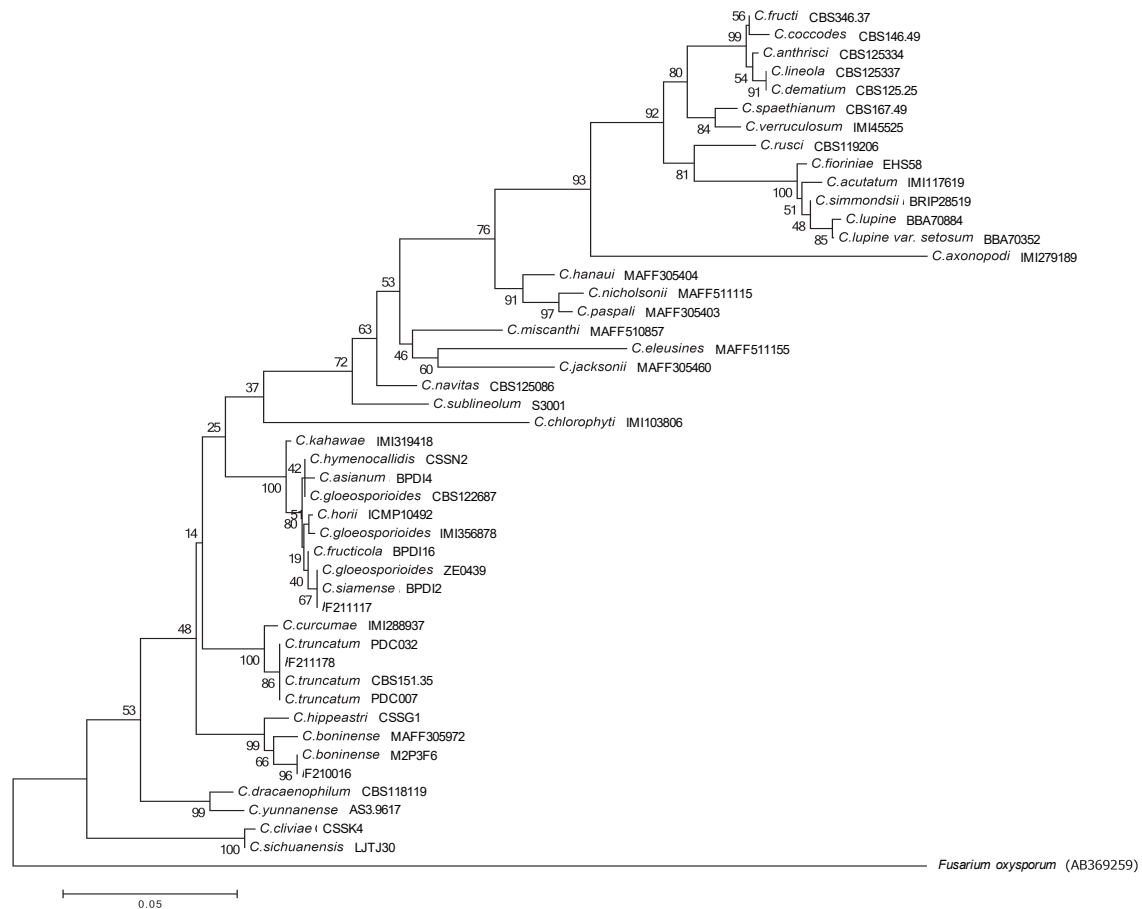 56 C.fructi CBS346.37
C.coccodes CBS146.49
99
C.anthrisci CBS125334
80 C.lineola CBS125337
54
91 C.dematium CBS125.25
C.spaethianum CBS167.49
92
84 C.verruculosum IMI45525
C.rusci CBS119206
C.fioriniae EHS58
81
93 C.acutatum IMI117619
100
C.simmondsii BRIP28519
51
C.lupine BBA70884
48
85 C.lupine var. setosum BBA70352
76
C.axonopodi IMI279189
C.hanaui MAFF305404
53 C.nicholsonii MAFF511115
91
97 C.paspali MAFF305403
63 C.miscanthi MAFF510857
C.eleusines MAFF511155
46
72 60 C.jacksonii MAFF305460
C.navitas CBS125086
37
C.sublineolum S3001
C.chlorophyti IMI103806
25
C.kahawae IMI319418
C.hymenocallidis CSSN2
42
C.asianum BPDI4
100
C.gloeosporioides CBS122687
C.horii ICMP10492
51
80
14 C.gloeosporioides IMI356878
C.fructicola BPDI16
19
C.gloeosporioides ZE0439
40
C.siamense BPDI2
67
IF211117
48 C.curcumae IMI288937
C.truncatum PDC032
100 IF211178
86 C.truncatum CBS151.35
C.truncatum PDC007
53 C.hippeastri CSSG1
C.boninense MAFF305972
99
C.boninense M2P3F6
66
96 IF210016
C.dracaenophilum CBS118119
99 C.yunnanense AS3.9617
C.cliviae CSSK4
100 C.sichuanensis LJTJ30
Fusarium oxysporum (AB369259)
0.05